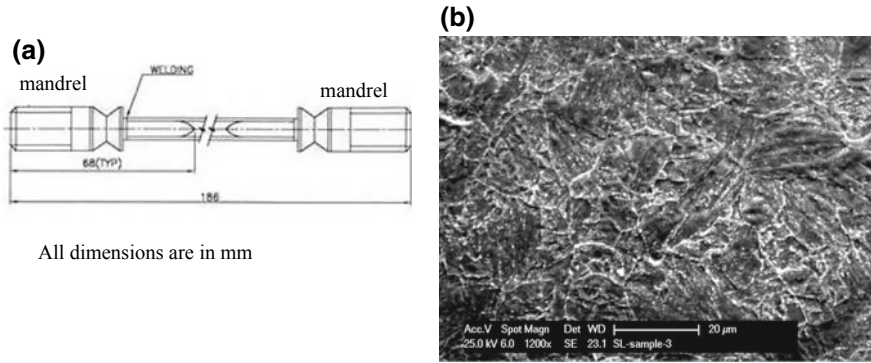 (a)
mandrel
WELDING
mandrel
68(TYP)
186
All dimensions are in mm
(b)
Acc.V Spot Magn Det WD 20 µm
25.0 kV 6.0 1200x SE 23.1 SL-sample-3